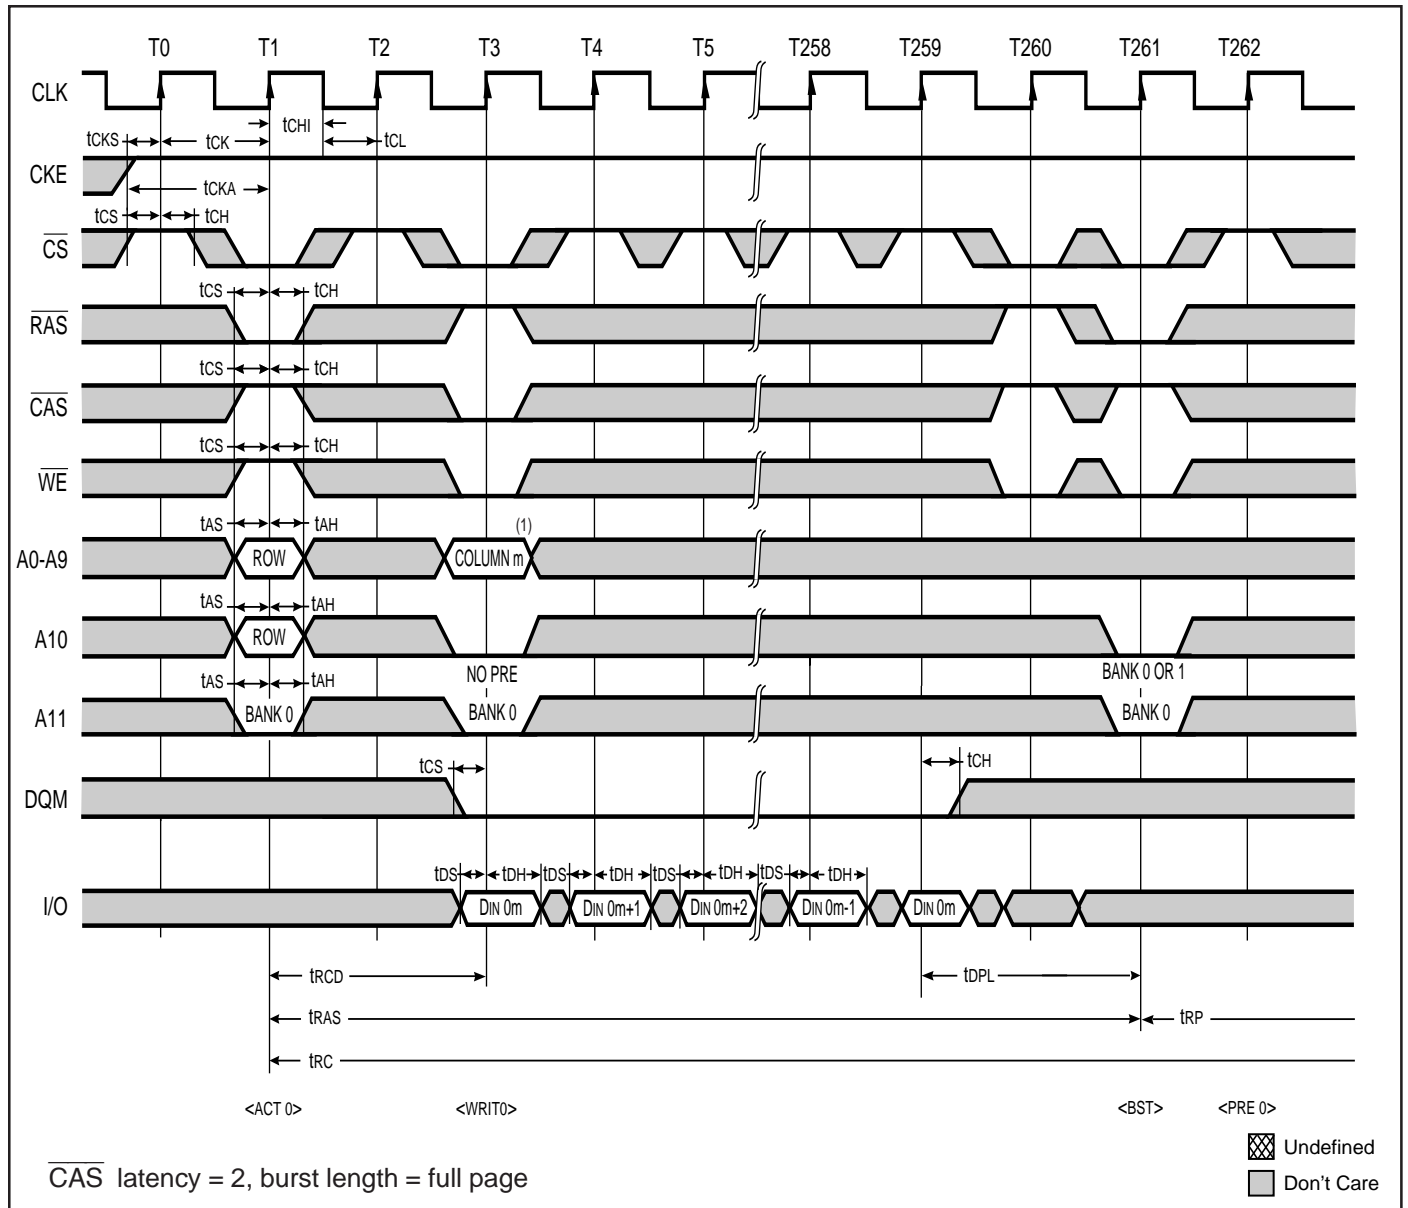 T0 T1 T2 T3 T4 T5 T258 T259 T260 T261 T262
CLK
tCHI
tCKS tCK tCL
CKE
tCKA
tCS tCH
CS
tCS tCH
RAS
tCS tCH
CAS
tCS tCH
WE
tAS tAH (1)
A0-A9 ROW COLUMN m
tAS tAH
A10 ROW
NO PRE BANK 0 OR 1
tAS tAH
A11 BANK 0 BANK 0 BANK 0
tCS tCH
DQM
tDS tDH tDS tDH tDS tDH tDS tDH
I/O DIN 0m DIN 0m+1 DIN 0m+2 DIN 0m-1 DIN 0m
tRCD tDPL
tRAS tRP
tRC
<ACT 0> <WRIT0> <BST> <PRE 0>
Undefined
CAS latency = 2, burst length = full page
Don't Care